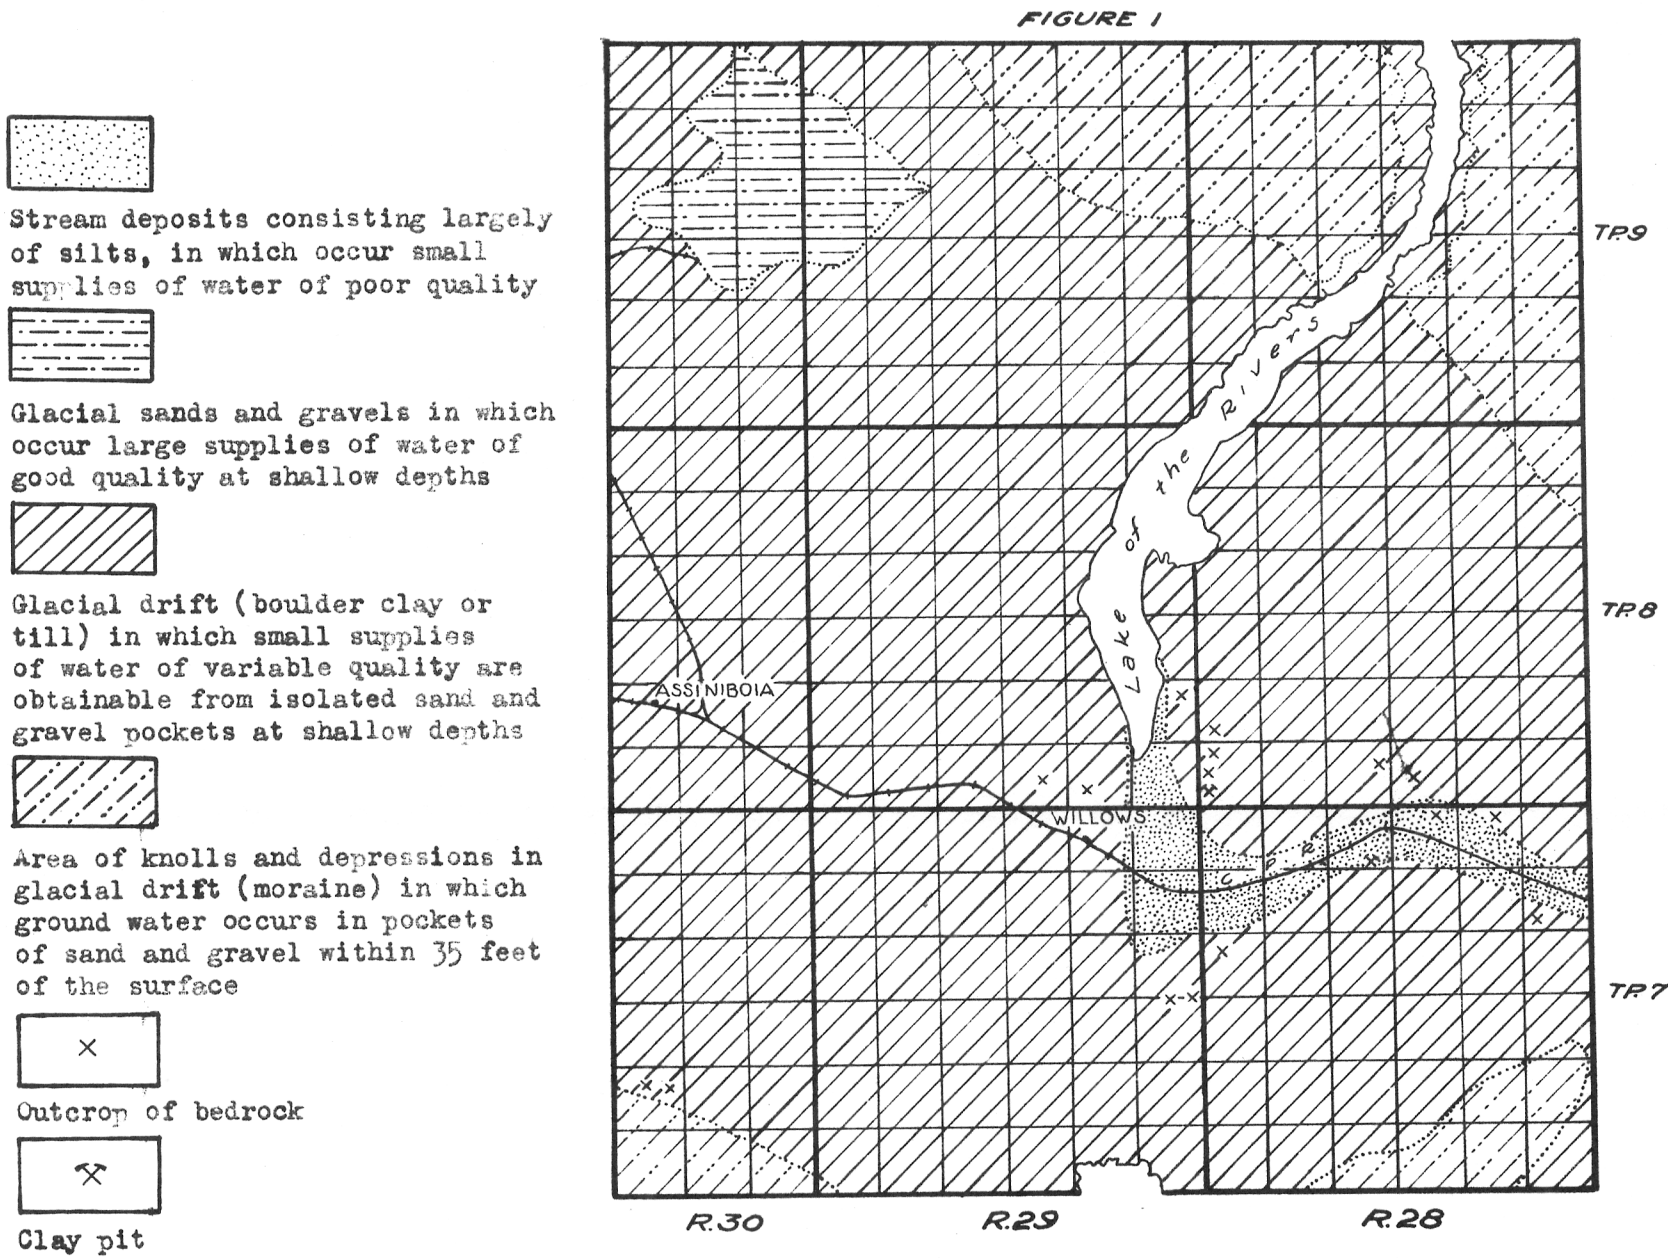 FIGURE 1
Stream deposits consisting largely
of silts, in which occur small
supplies of water of poor quality
Glacial sands and gravels in which
occur large supplies of water of
good quality at shallow depths
Glacial drift (boulder clay or
till) in which small supplies
of water of variable quality are
obtainable from isolated sand and
gravel pockets at shallow depths
Area of knolls and depressions in
glacial drift (moraine) in which
ground water occurs in pockets
of sand and gravel within 35 feet
of the surface
Outcrop of bedrock
Clay pit
Lake of the Rivers
ASSINIBOIA
WILLOWS
C P R
TP.9
TP.8
TP.7
R.30
R.29
R.28